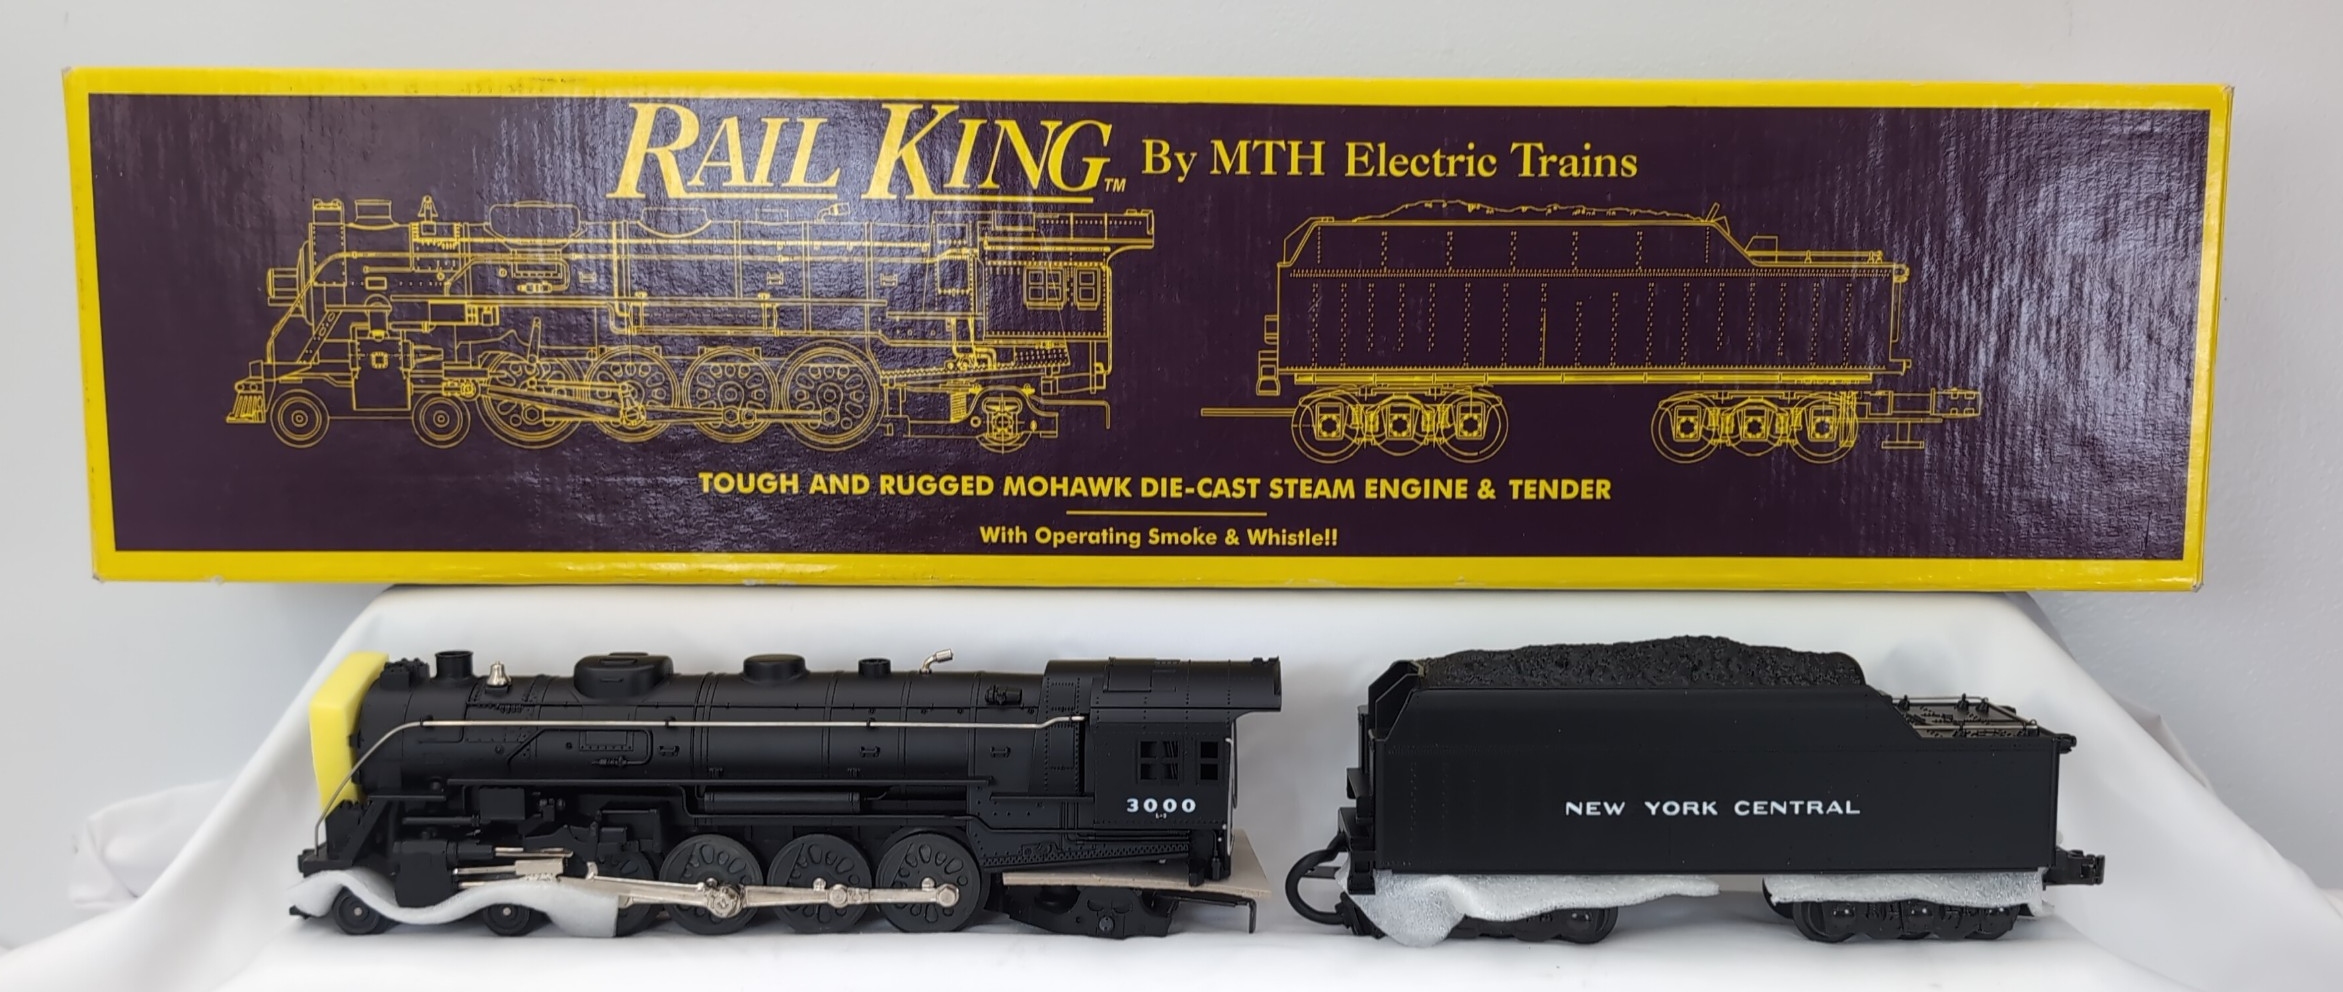 RAIL KING™ By MTH Electric Trains
TOUGH AND RUGGED MOHAWK DIE-CAST STEAM ENGINE & TENDER
With Operating Smoke & Whistle!!
3000
NEW YORK CENTRAL